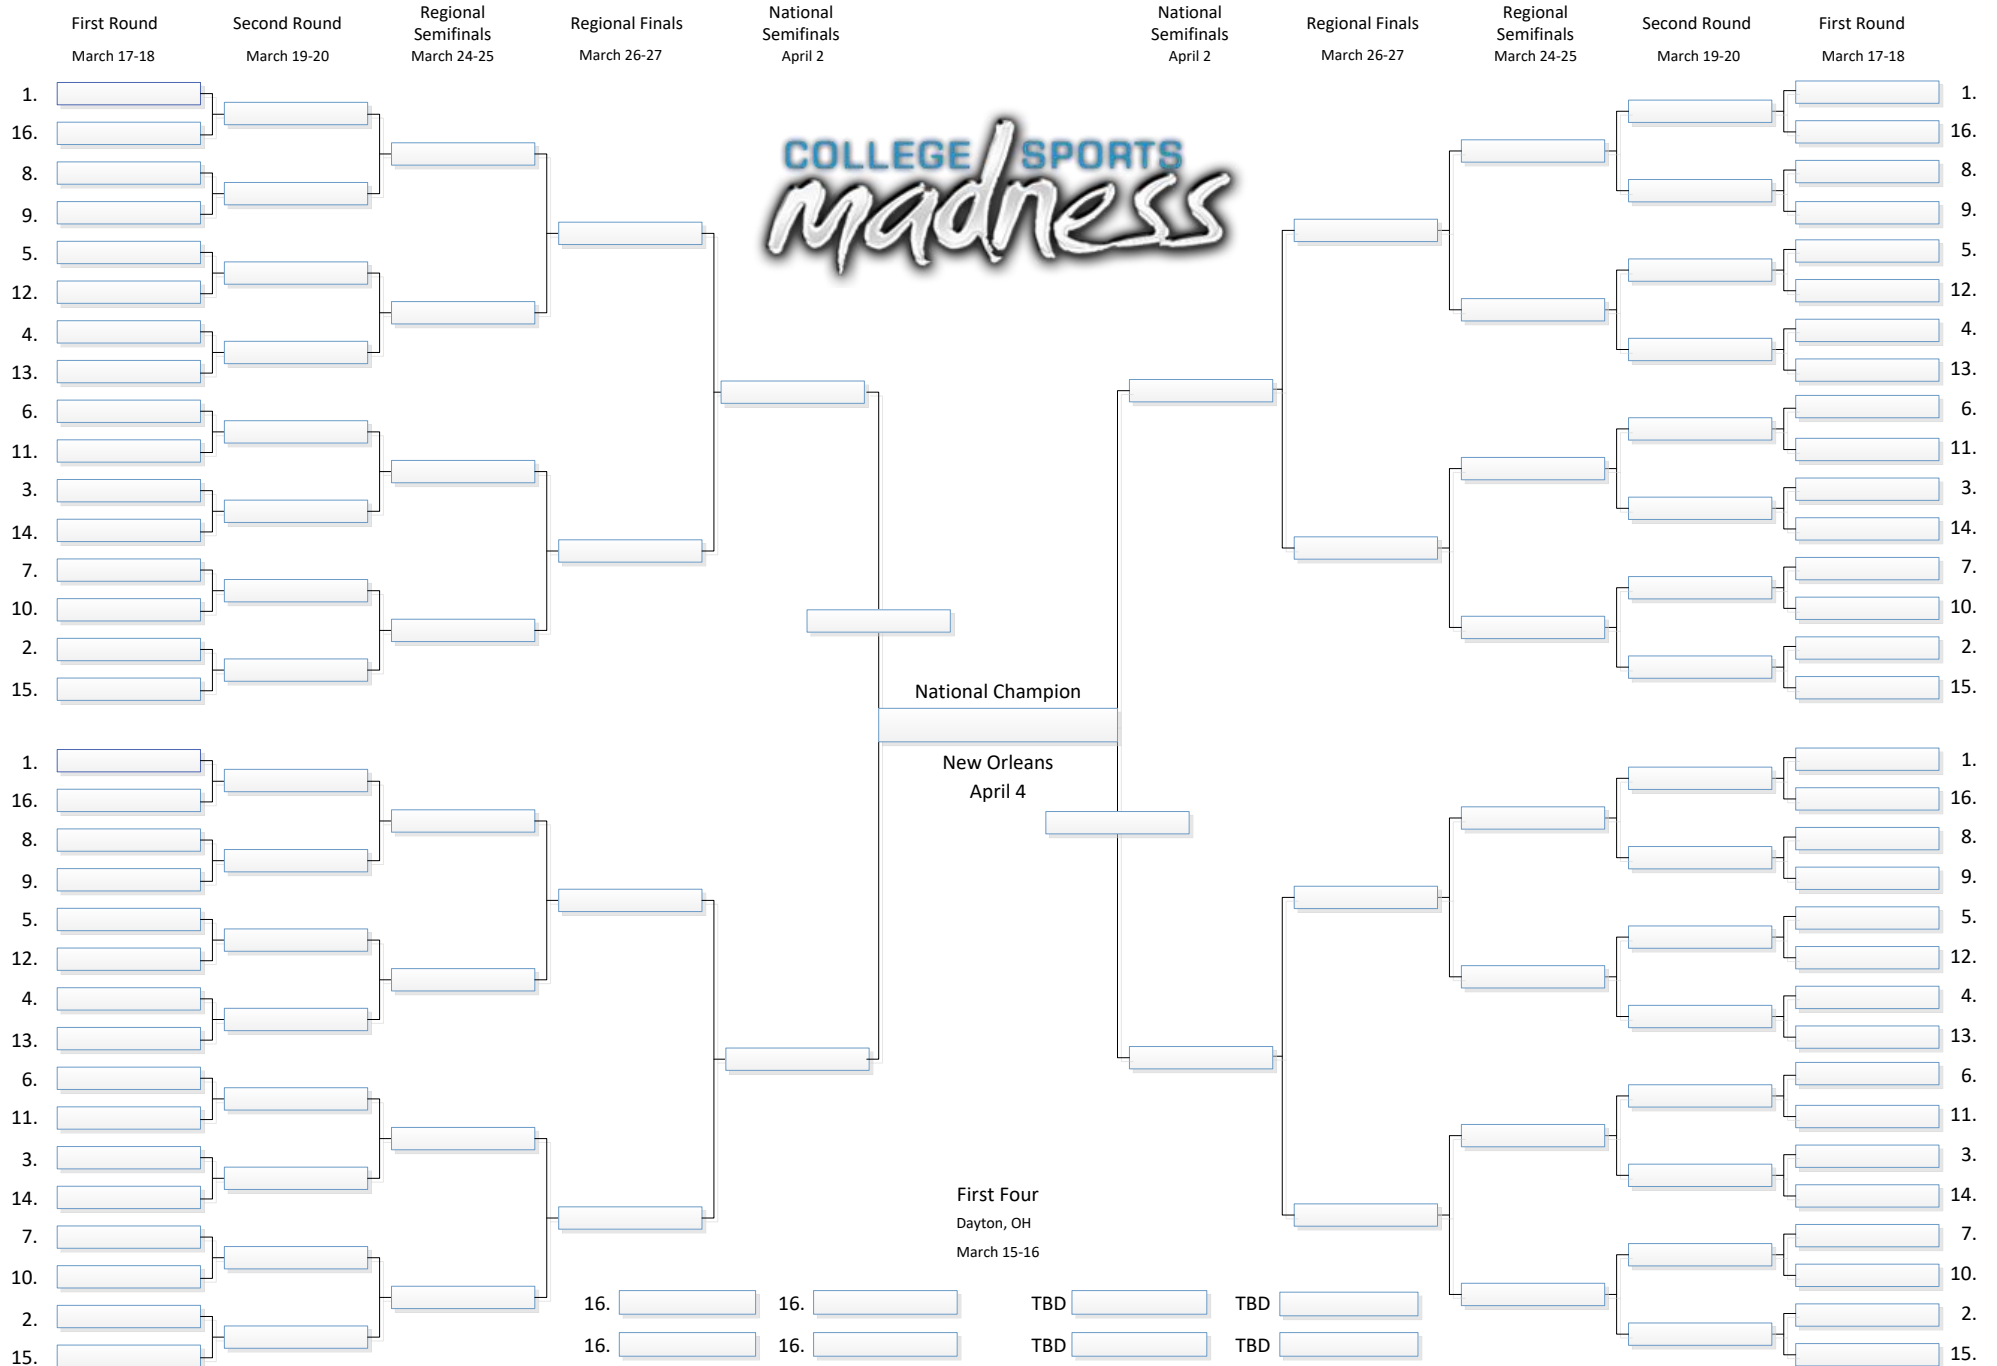 First Round
March 17-18
Second Round
March 19-20
Regional
Semifinals
March 24-25
Regional Finals
March 26-27
National
Semifinals
April 2
National
Semifinals
April 2
Regional Finals
March 26-27
Regional
Semifinals
March 24-25
Second Round
March 19-20
First Round
March 17-18
COLLEGE SPORTS
madness
1.
16.
8.
9.
5.
12.
4.
13.
6.
11.
3.
14.
7.
10.
2.
15.
1.
16.
8.
9.
5.
12.
4.
13.
6.
11.
3.
14.
7.
10.
2.
15.
National Champion
New Orleans
April 4
First Four
Dayton, OH
March 15-16
16. 16. TBD TBD
16. 16. TBD TBD
1.
16.
8.
9.
5.
12.
4.
13.
6.
11.
3.
14.
7.
10.
2.
15.
1.
16.
8.
9.
5.
12.
4.
13.
6.
11.
3.
14.
7.
10.
2.
15.